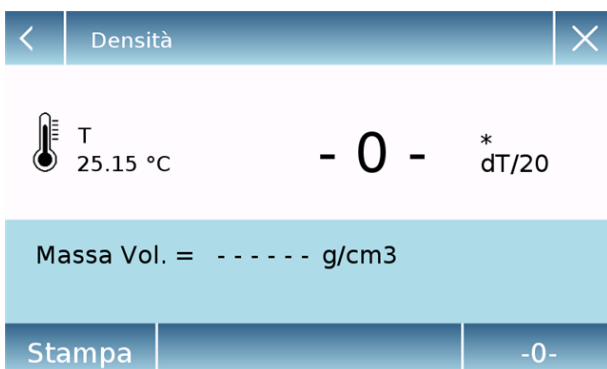 Densità
T
25.15 °C
- 0 -
*
dT/20
Massa Vol. = - - - - - - g/cm3
Stampa
-0-